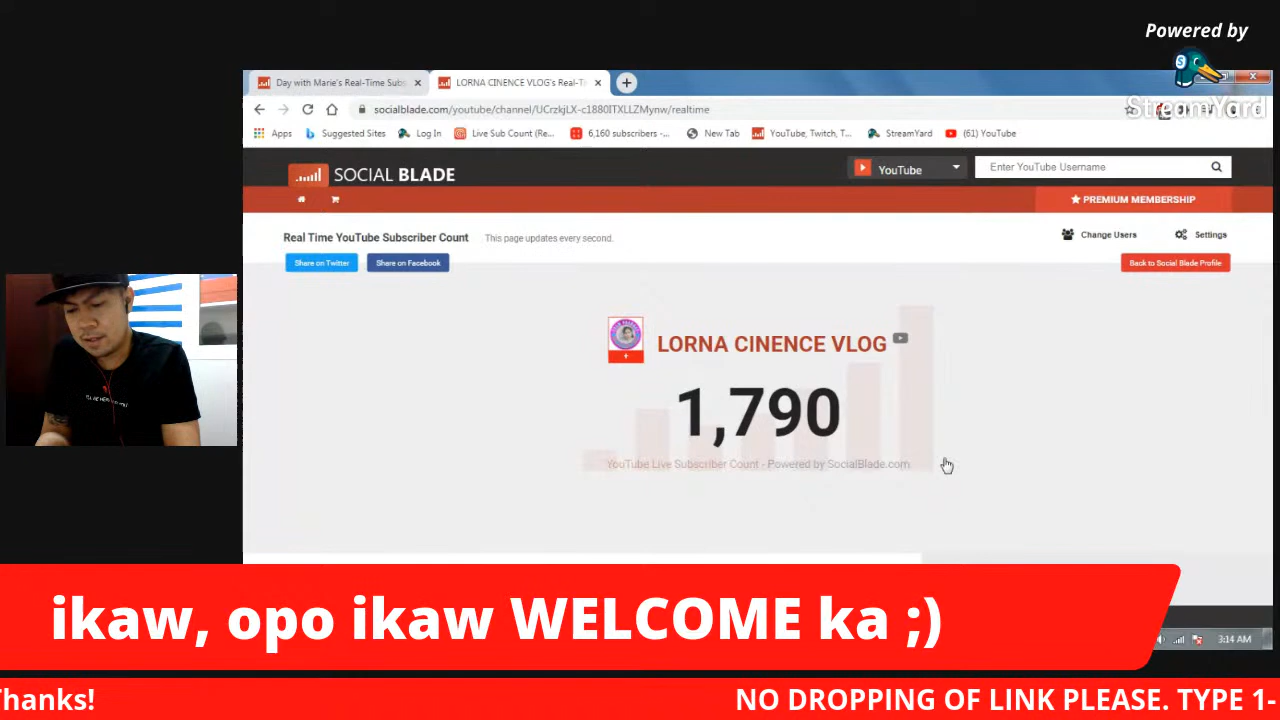 Powered by
StreamYard
Day with Marie's Real-Time Subs
LORNA CINENCE VLOG's Real-Ti
socialblade.com/youtube/channel/UCrzkjLX-c1880ITXLLZMynw/realtime
Apps
Suggested Sites
Log In
Live Sub Count (Re...
6,160 subscribers -...
New Tab
YouTube, Twitch, T...
StreamYard
(61) YouTube
SOCIAL BLADE
YouTube
Enter YouTube Username
PREMIUM MEMBERSHIP
Real Time YouTube Subscriber Count
This page updates every second.
Change Users
Settings
Share on Twitter
Share on Facebook
Back to Social Blade Profile
LORNA CINENCE VLOG
1,790
YouTube Live Subscriber Count - Powered by SocialBlade.com
ikaw, opo ikaw WELCOME ka ;)
3:14 AM
Thanks!
NO DROPPING OF LINK PLEASE. TYPE 1-